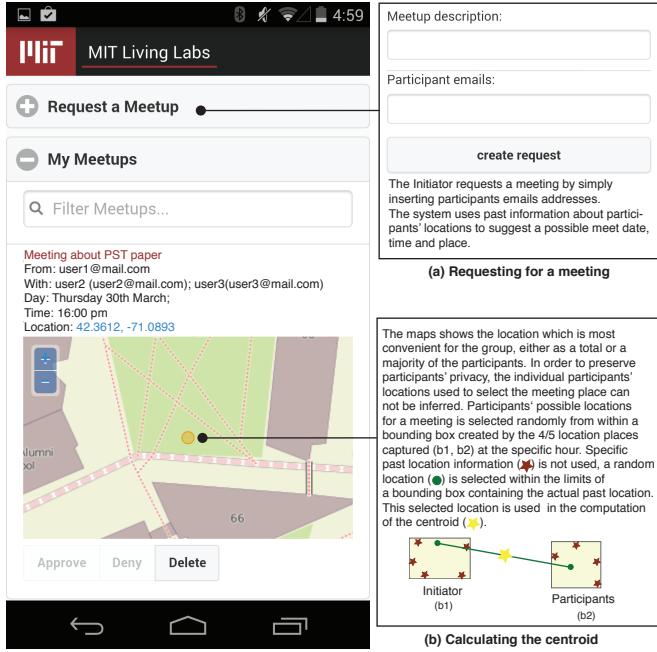 4:59
MIT Living Labs
Request a Meetup
My Meetups
Filter Meetups...
Meeting about PST paper
From: user1@mail.com
With: user2 (user2@mail.com); user3(user3@mail.com)
Day: Thursday 30th March;
Time: 16:00 pm
Location: 42.3612, -71.0893
lumni
ool
66
Approve Deny Delete
Meetup description:
Participant emails:
create request
The Initiator requests a meeting by simply
inserting participants emails addresses.
The system uses past information about partici-
pants' locations to suggest a possible meet date,
time and place.
(a) Requesting for a meeting
The maps shows the location which is most
convenient for the group, either as a total or a
majority of the participants. In order to preserve
participants' privacy, the individual participants'
locations used to select the meeting place can
not be inferred. Participants' possible locations
for a meeting is selected randomly from within a
bounding box created by the 4/5 location places
captured (b1, b2) at the specific hour. Specific
past location information ( ) is not used, a random
location ( ) is selected within the limits of
a bounding box containing the actual past location.
This selected location is used in the computation
of the centroid ( ).
Initiator
(b1)
Participants
(b2)
(b) Calculating the centroid